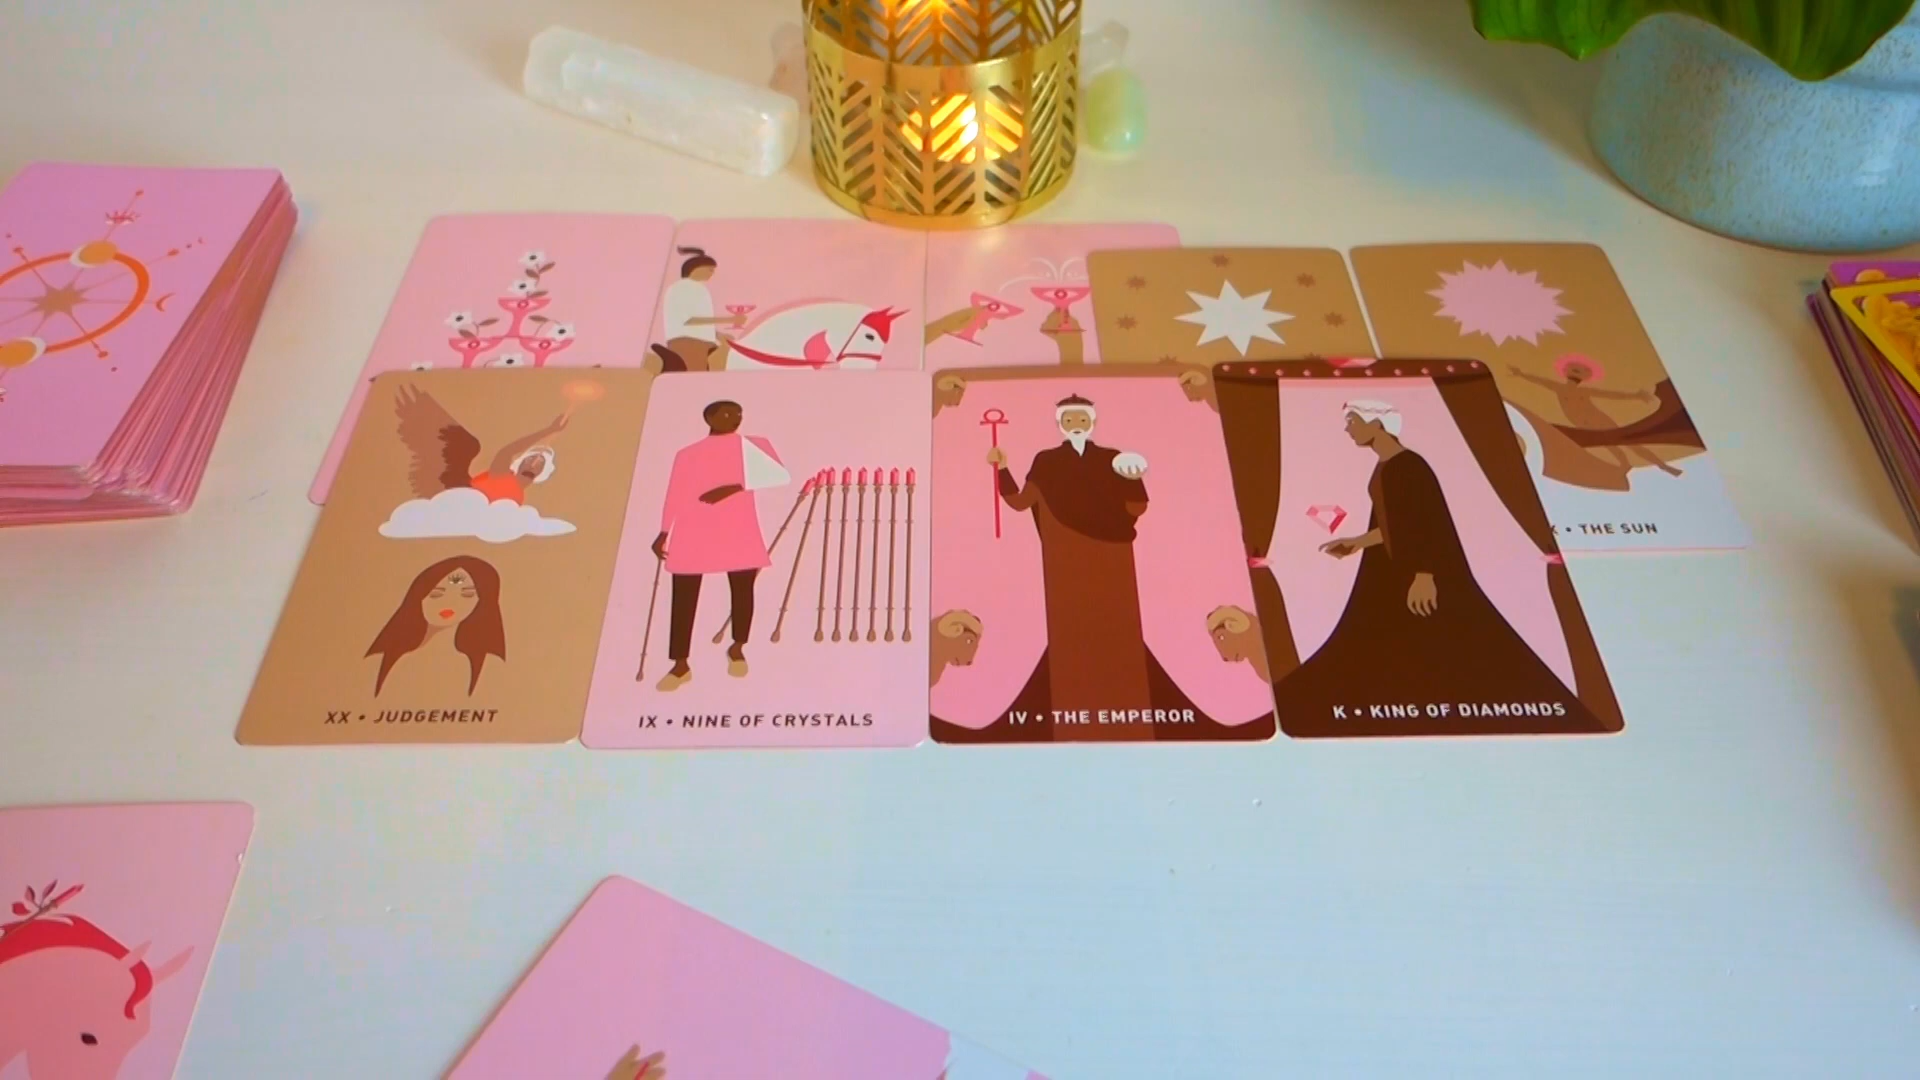 • THE SUN
XX • JUDGEMENT
IX • NINE OF CRYSTALS
IV • THE EMPEROR
K • KING OF DIAMONDS